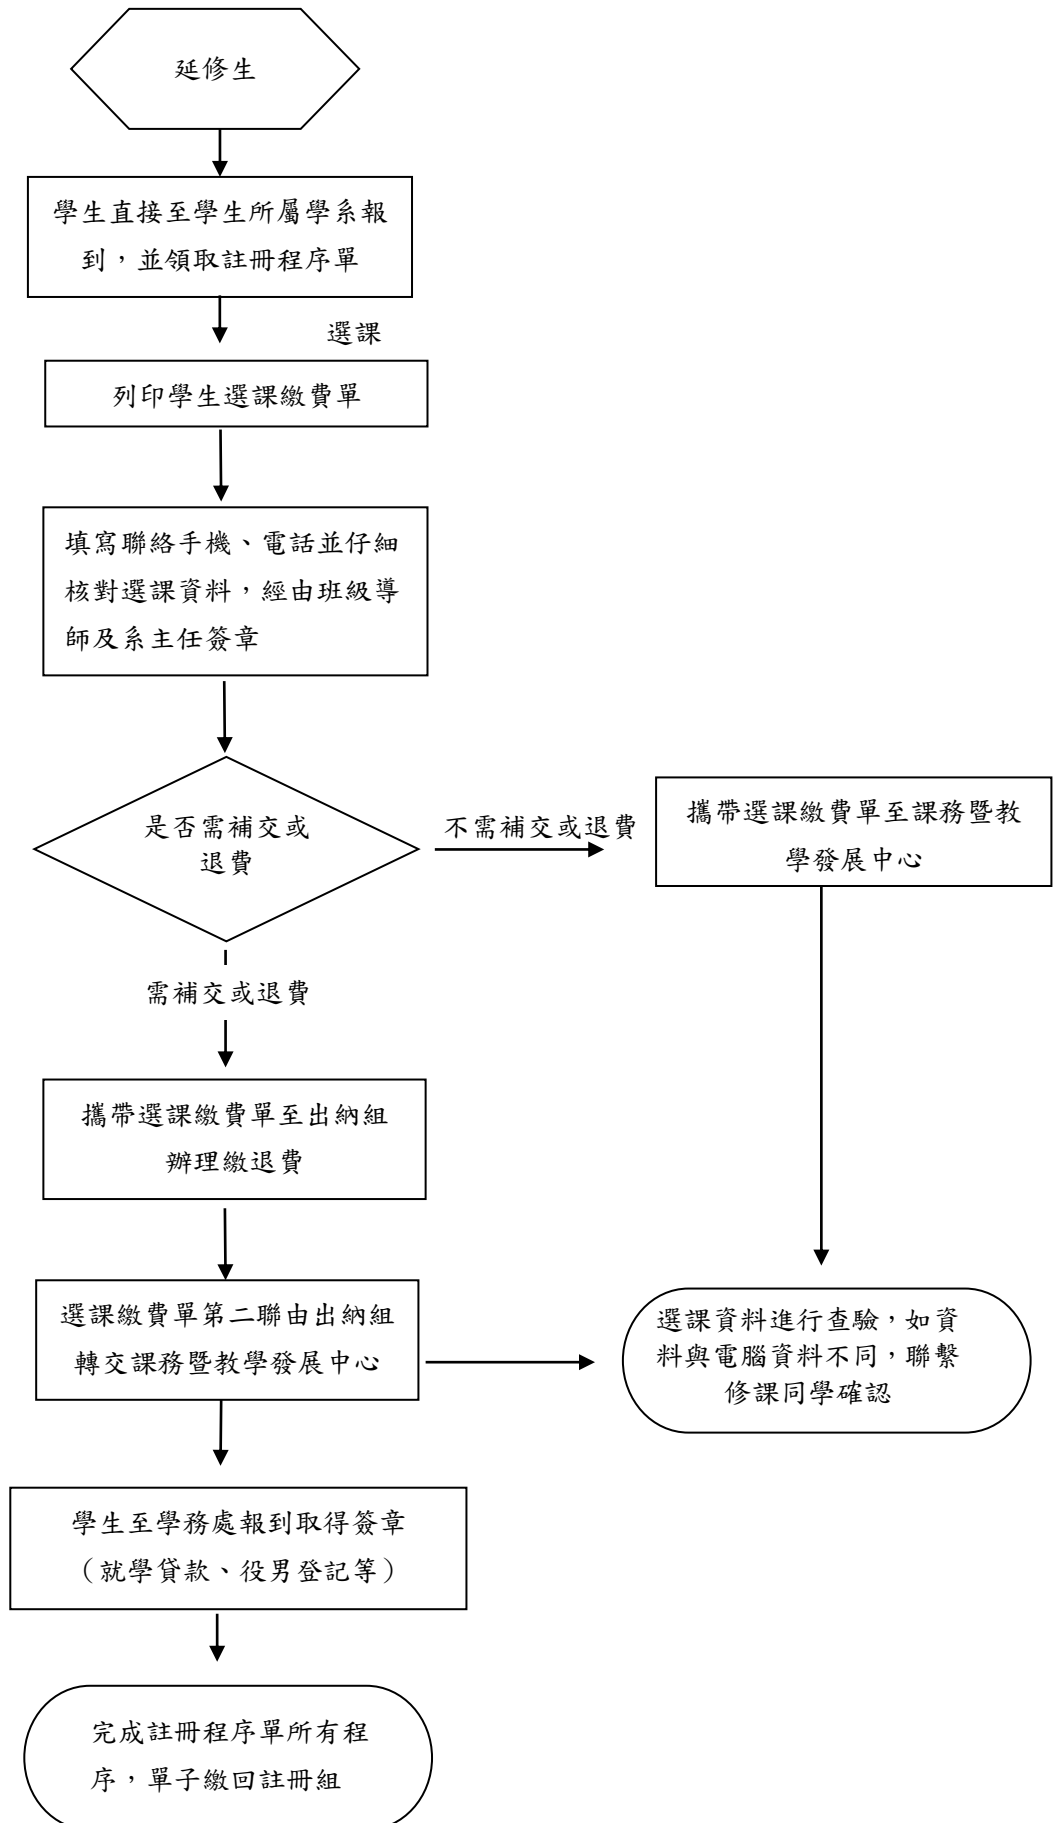 延修生
學生直接至學生所屬學系報
到，並領取註冊程序單
選課
列印學生選課繳費單
填寫聯絡手機、電話並仔細
核對選課資料，經由班級導
師及系主任簽章
是否需補交或
退費
不需補交或退費
攜帶選課繳費單至課務暨教
學發展中心
需補交或退費
攜帶選課繳費單至出納組
辦理繳退費
選課繳費單第二聯由出納組
轉交課務暨教學發展中心
選課資料進行查驗，如資
料與電腦資料不同，聯繫
修課同學確認
學生至學務處報到取得簽章
（就學貸款、役男登記等）
完成註冊程序單所有程
序，單子繳回註冊組